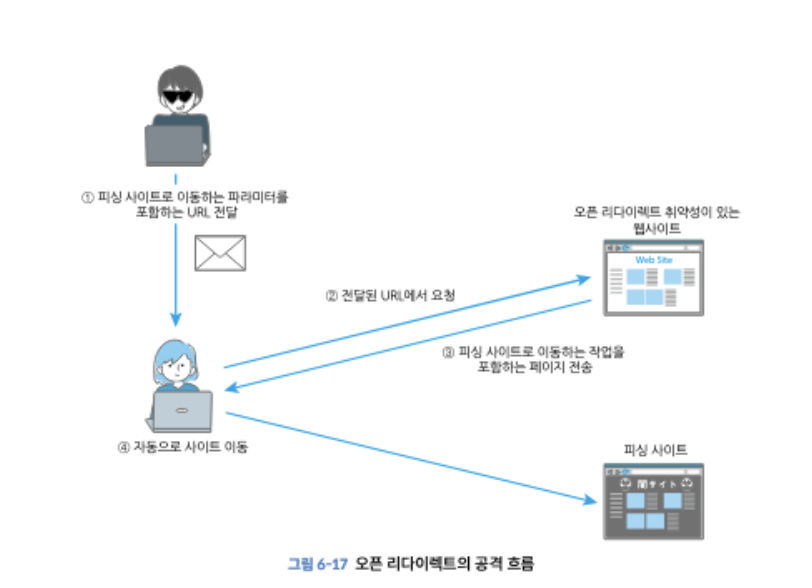 ① 피싱 사이트로 이동하는 파라미터를
포함하는 URL 전달
오픈 리다이렉트 취약성이 있는
웹사이트
Web Site
② 전달된 URL에서 요청
③ 피싱 사이트로 이동하는 작업을
포함하는 페이지 전송
④ 자동으로 사이트 이동
피싱 사이트
闇サイト
그림 6-17 오픈 리다이렉트의 공격 흐름